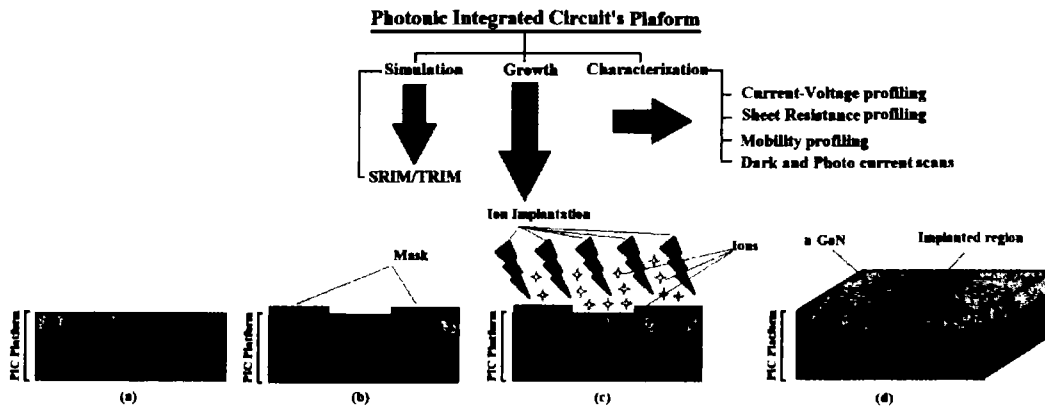 Photonic Integrated Circuit's Plaform
Simulation Growth Characterization
Current-Voltage profiling
Sheet Resistance profiling
Mobility profiling
Dark and Photo current scans
SRIM/TRIM
Ion Implantation
Mask
Ions
n GaN
Implanted region
PIC Platform
PIC Platform
PIC Platform
PIC Platform
(a)
(b)
(c)
(d)